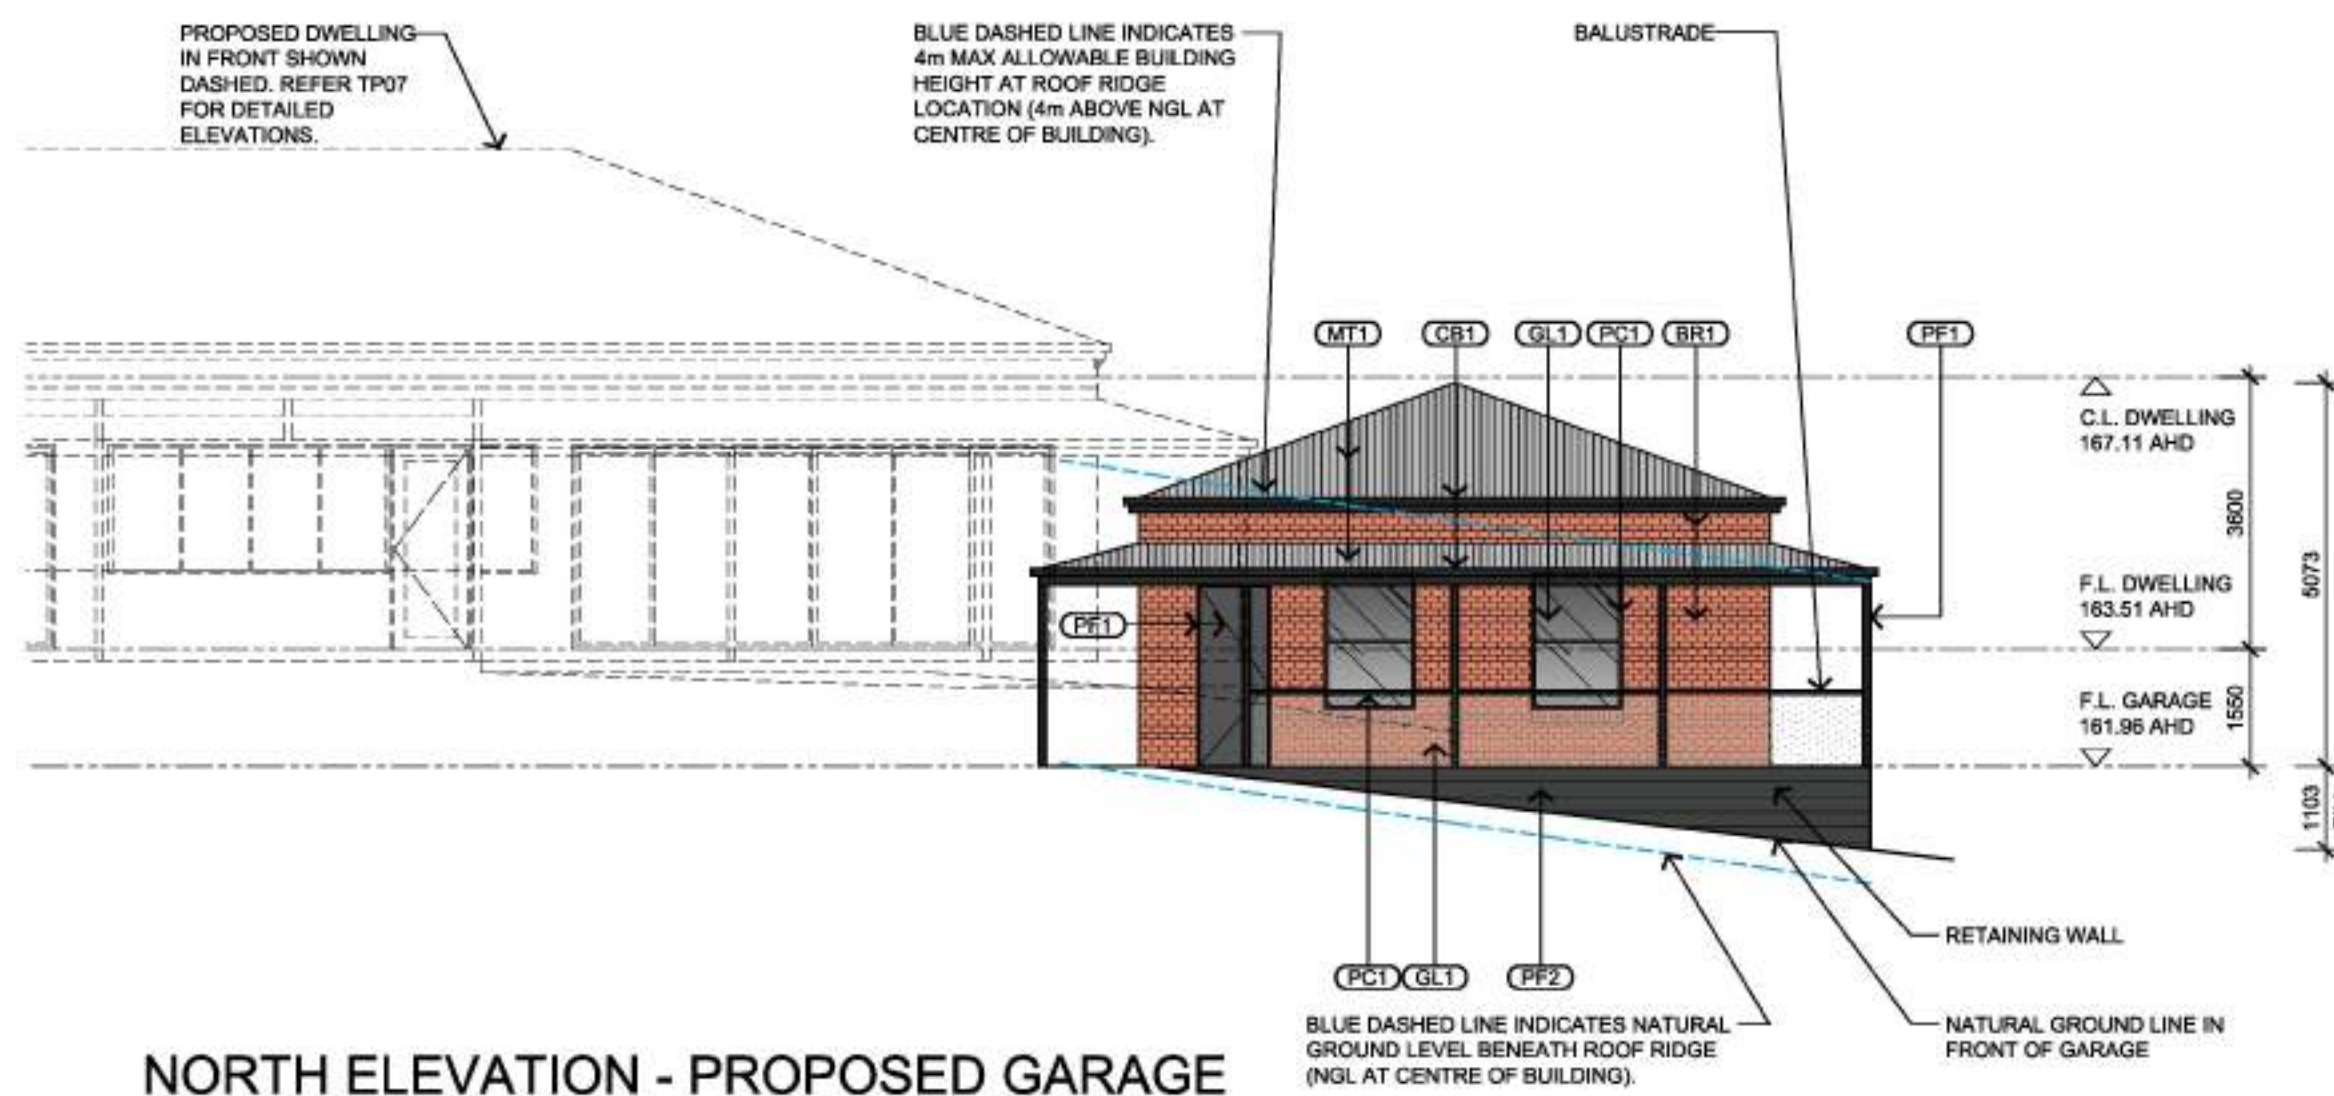 PROPOSED DWELLING
IN FRONT SHOWN
DASHED. REFER TP07
FOR DETAILED
ELEVATIONS.
BLUE DASHED LINE INDICATES
4m MAX ALLOWABLE BUILDING
HEIGHT AT ROOF RIDGE
LOCATION (4m ABOVE NGL AT
CENTRE OF BUILDING).
BALUSTRADE
MT1
CB1
GL1
PC1
BR1
PF1
C.L. DWELLING
167.11 AHD
3600
5073
F.L. DWELLING
163.51 AHD
PF1
F.L. GARAGE
161.96 AHD
1550
1103
RETAINING WALL
PC1
GL1
PF2
BLUE DASHED LINE INDICATES NATURAL
GROUND LEVEL BENEATH ROOF RIDGE
(NGL AT CENTRE OF BUILDING).
NATURAL GROUND LINE IN
FRONT OF GARAGE
NORTH ELEVATION - PROPOSED GARAGE